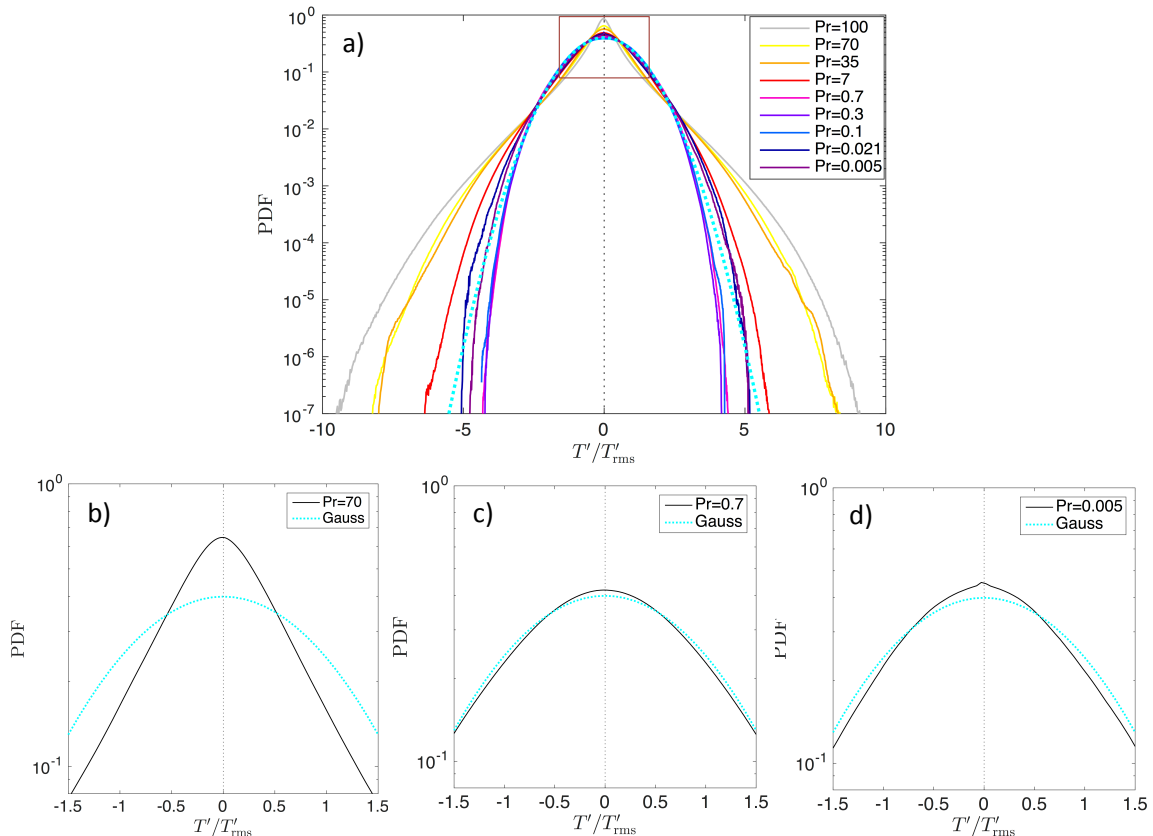 a)
PDF
10^0
10^-1
10^-2
10^-3
10^-4
10^-5
10^-6
10^-7
-10
-5
0
5
10
T'/T'rms
Pr=100
Pr=70
Pr=35
Pr=7
Pr=0.7
Pr=0.3
Pr=0.1
Pr=0.021
Pr=0.005
b)
PDF
10^0
10^-1
-1.5
-1
-0.5
0
0.5
1
1.5
T'/T'rms
Pr=70
Gauss
c)
PDF
10^0
10^-1
-1.5
-1
-0.5
0
0.5
1
1.5
T'/T'rms
Pr=0.7
Gauss
d)
PDF
10^0
10^-1
-1.5
-1
-0.5
0
0.5
1
1.5
T'/T'rms
Pr=0.005
Gauss